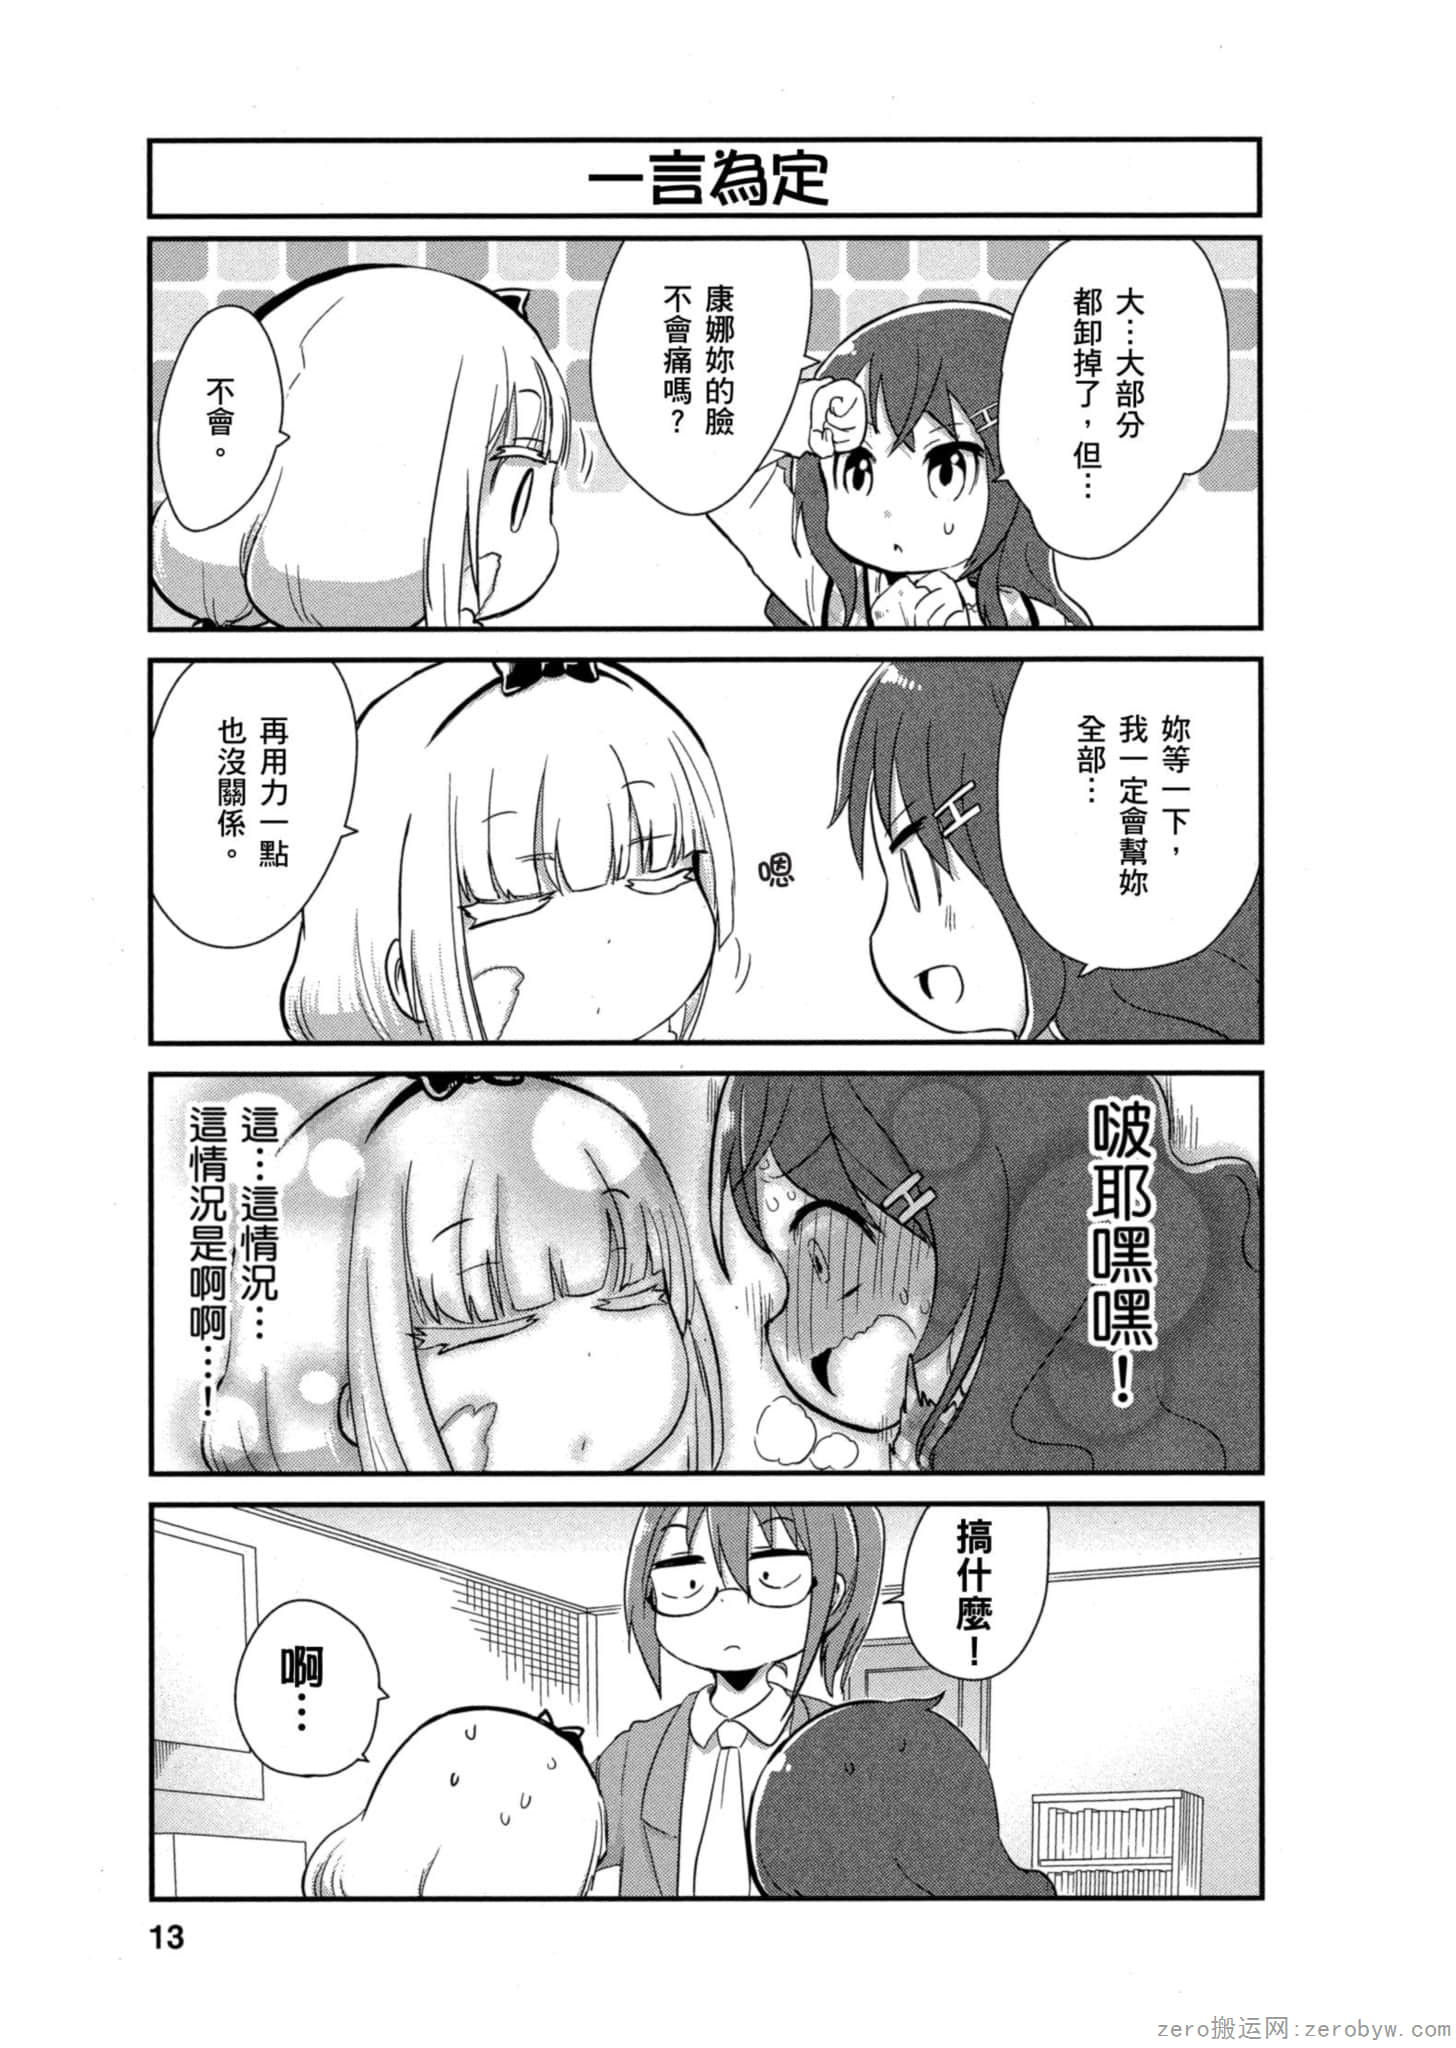 一言為定
大…大部分
都卸掉了，但…
康娜妳的臉
不會痛嗎？
不會。
妳等一下，
我一定會幫妳
全部…
嗯
再用力一點
也沒關係。
啵耶嘿嘿！
這…這情況…
這情況是啊啊……！
搞什麼！
啊…
13
zero搬运网:zerobyw.com